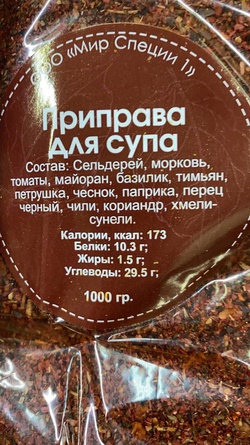 ООО «Мир Специи 1»
Приправа
для супа
Состав: Сельдерей, морковь,
томаты, майоран, базилик, тимьян,
петрушка, чеснок, паприка, перец
черный, чили, кориандр, хмели-
сунели.
Калории, ккал: 173
Белки: 10.3 г;
Жиры: 1.5 г;
Углеводы: 29.5 г;
1000 гр.